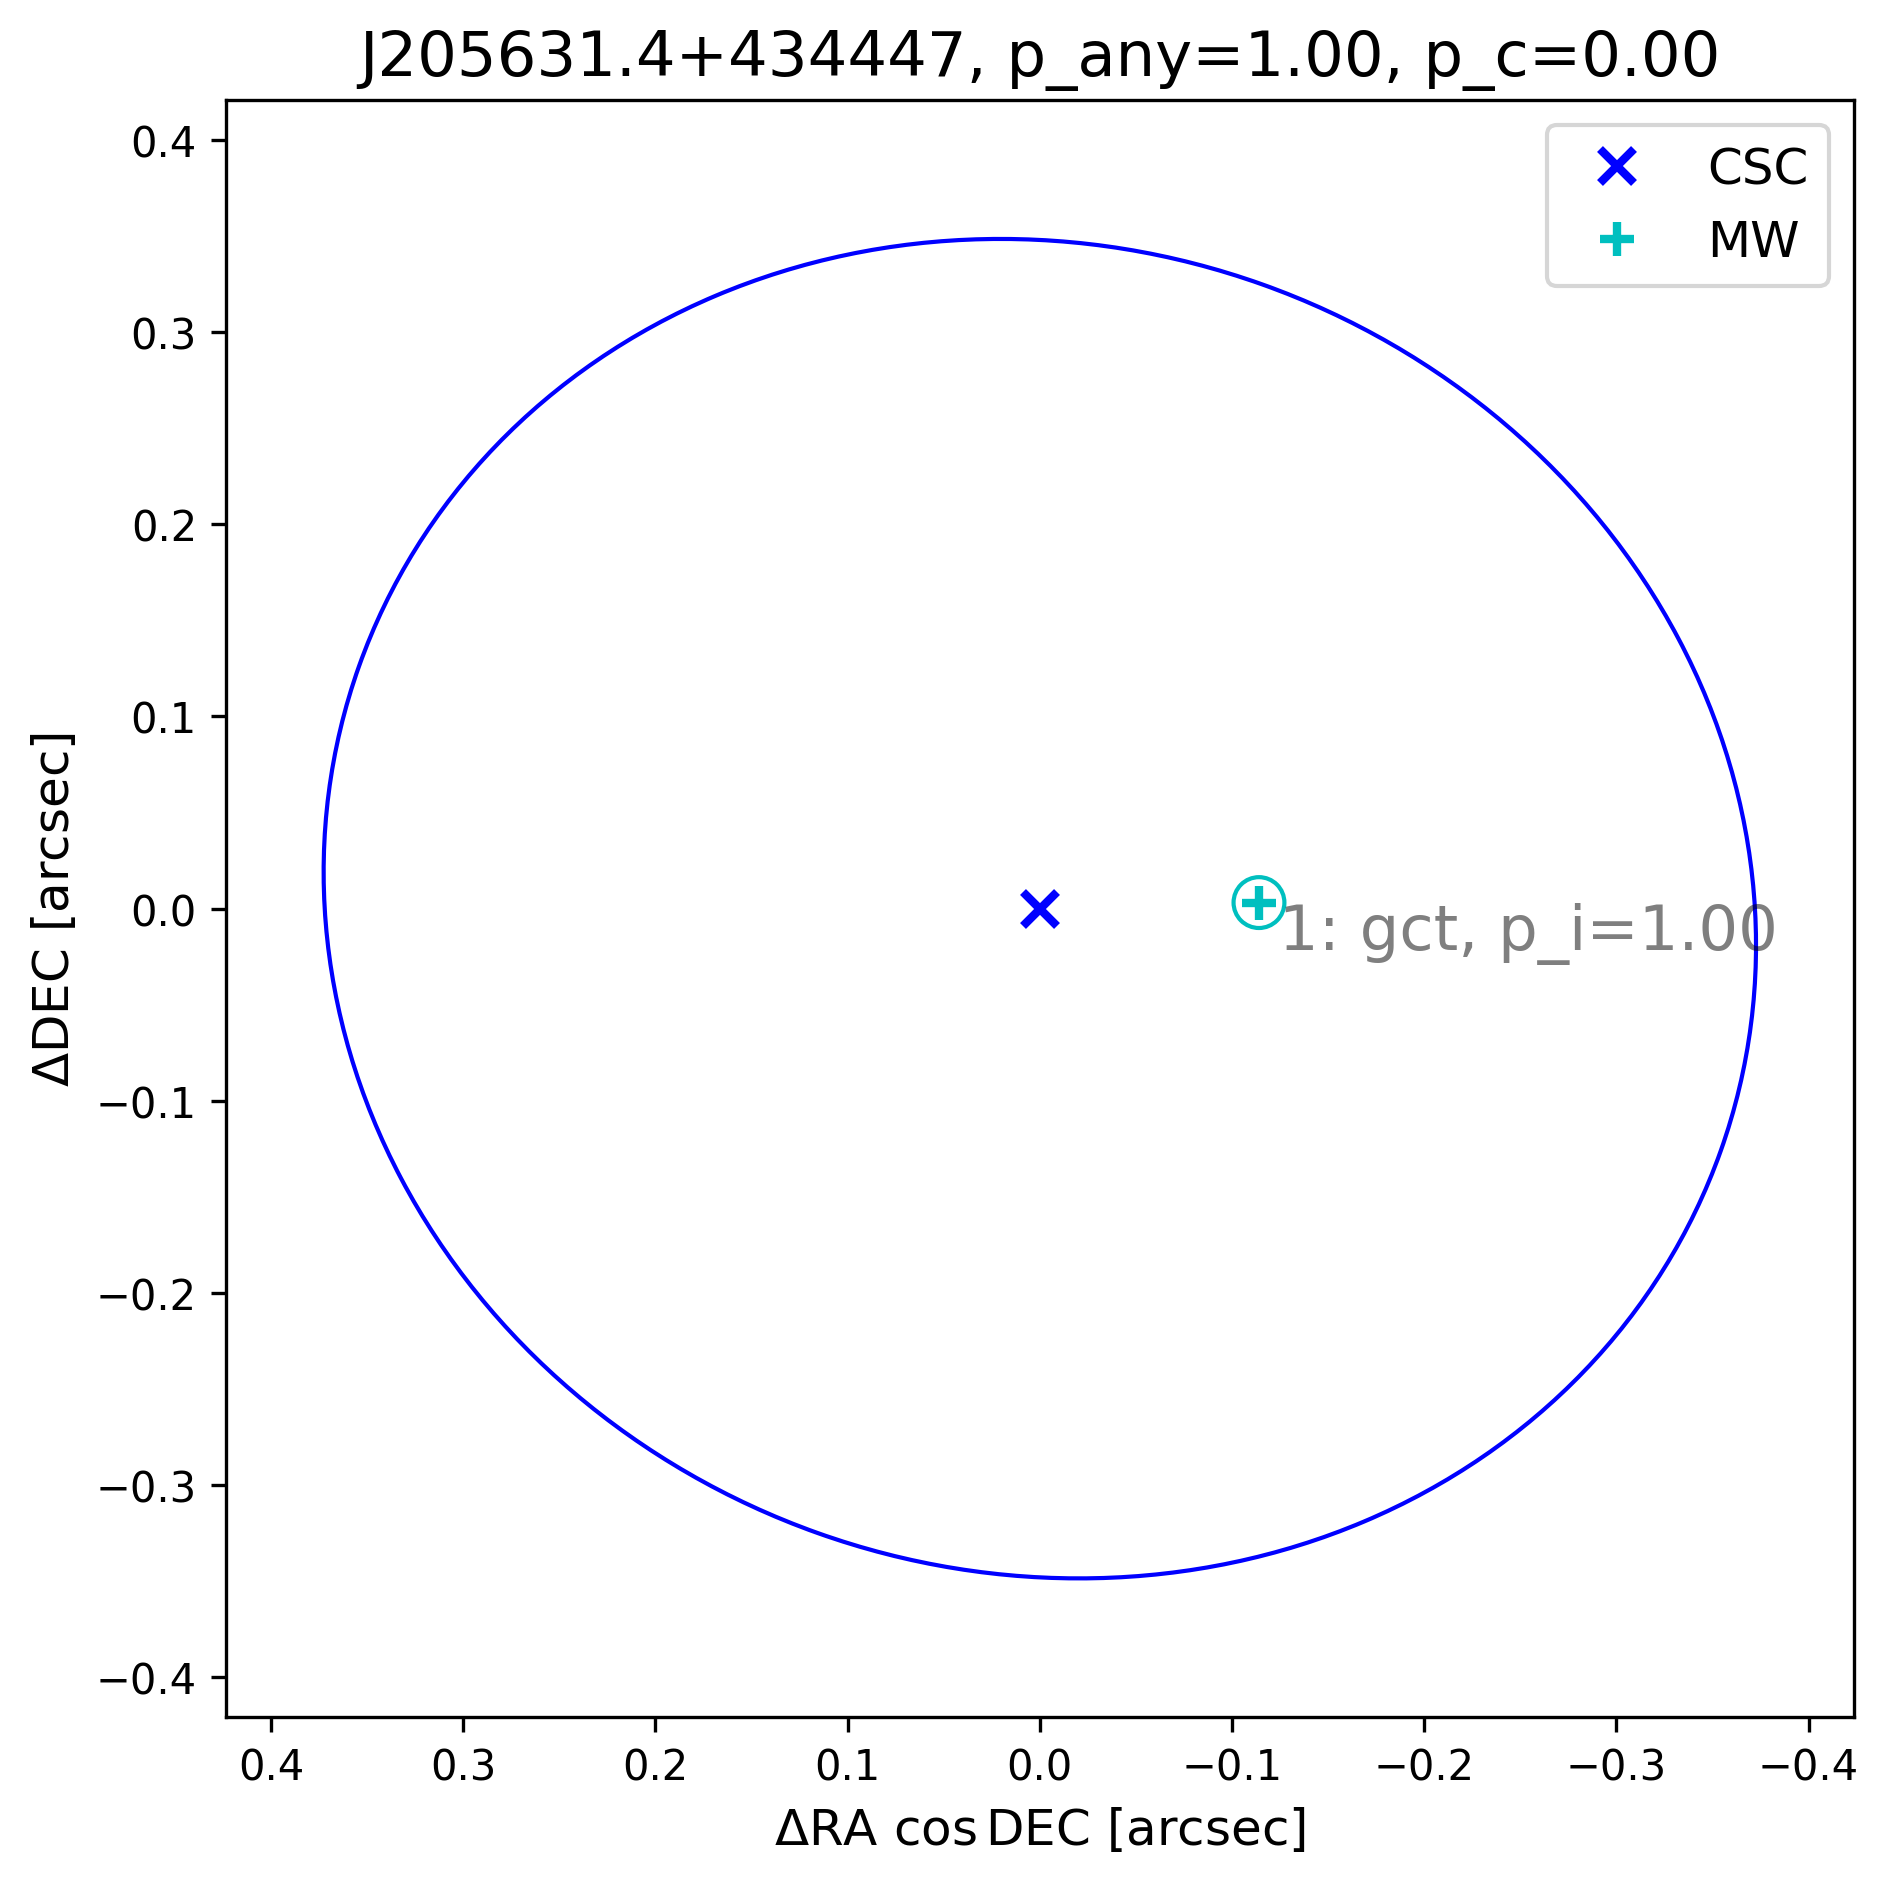 J205631.4+434447, p_any=1.00, p_c=0.00
CSC
MW
0.4
0.3
0.2
0.1
0.0
−0.1
−0.2
−0.3
−0.4
ΔDEC [arcsec]
1: gct, p_i=1.00
0.4 0.3 0.2 0.1 0.0 −0.1 −0.2 −0.3 −0.4
ΔRA cos DEC [arcsec]